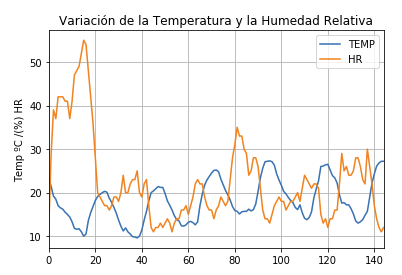 Variación de la Temperatura y la Humedad Relativa
TEMP
HR
Temp ºC /(%) HR
50
40
30
20
10
0 20 40 60 80 100 120 140